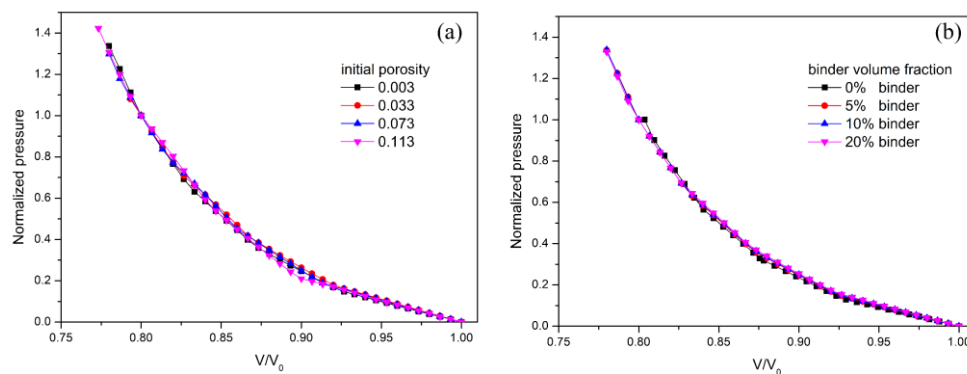 (a)
initial porosity
0.003
0.033
0.073
0.113
Normalized pressure
1.4
1.2
1.0
0.8
0.6
0.4
0.2
0.0
0.75
0.80
0.85
0.90
0.95
1.00
V/V0
(b)
binder volume fraction
0% binder
5% binder
10% binder
20% binder
Normalized pressure
1.4
1.2
1.0
0.8
0.6
0.4
0.2
0.0
0.75
0.80
0.85
0.90
0.95
1.00
V/V0